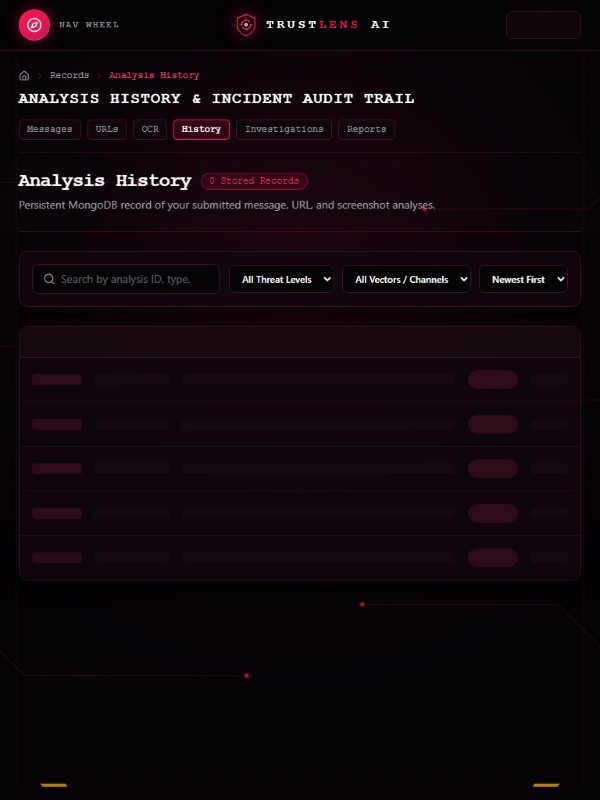 NAV WHEEL
TRUSTLENS AI
Records
Analysis History
ANALYSIS HISTORY & INCIDENT AUDIT TRAIL
Messages
URLs
OCR
History
Investigations
Reports
Analysis History
0 Stored Records
Persistent MongoDB record of your submitted message, URL, and screenshot analyses.
Search by analysis ID, type,
All Threat Levels
All Vectors / Channels
Newest First